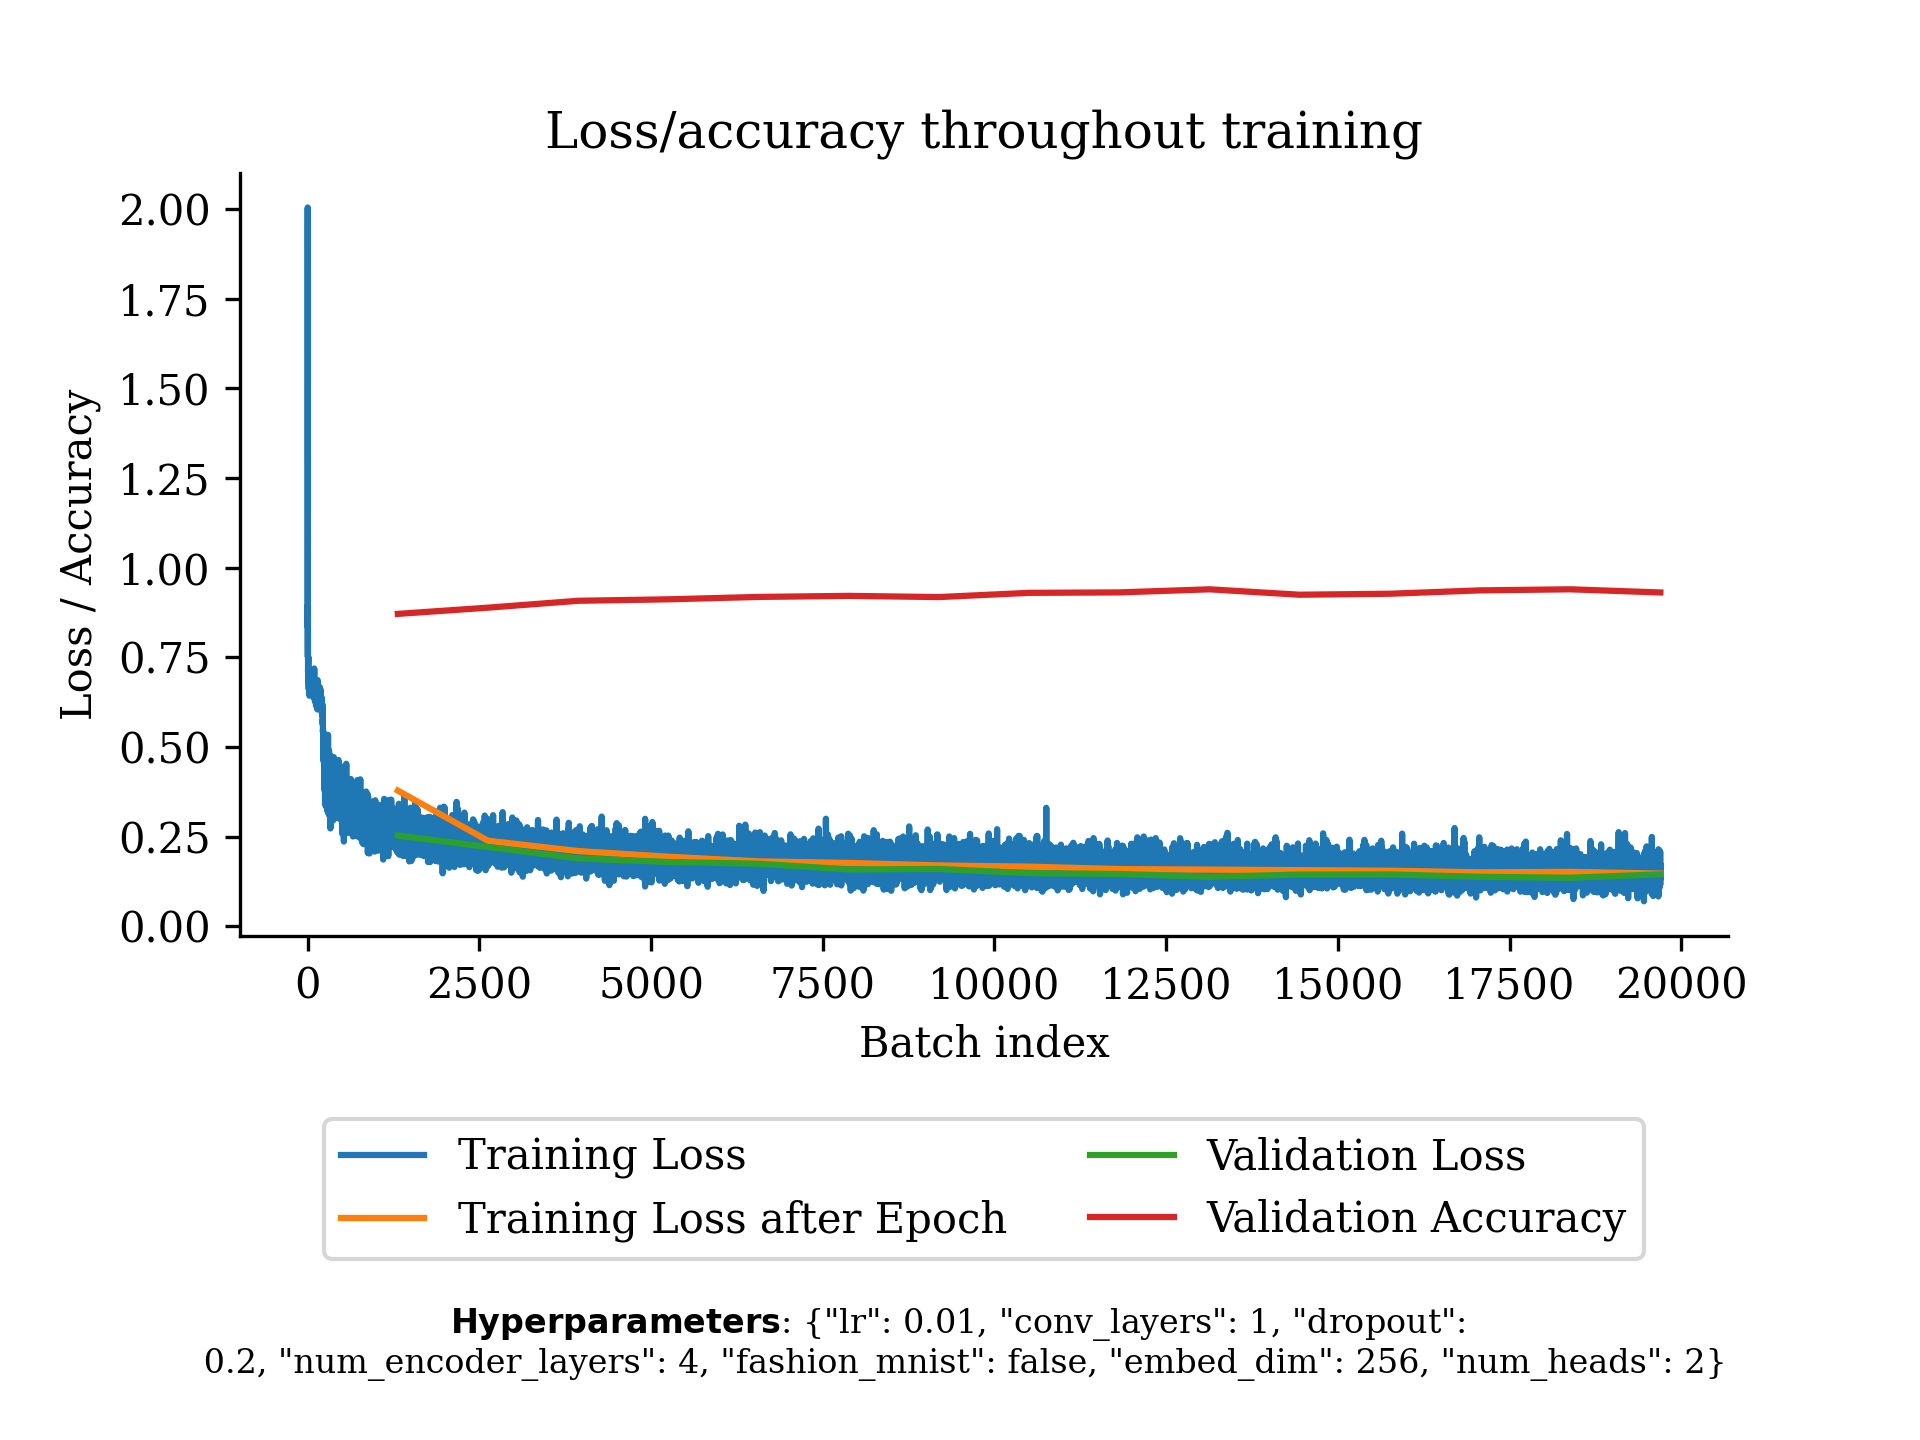 Loss/accuracy throughout training
Loss / Accuracy
2.00
1.75
1.50
1.25
1.00
0.75
0.50
0.25
0.00
0 2500 5000 7500 10000 12500 15000 17500 20000
Batch index
Training Loss
Training Loss after Epoch
Validation Loss
Validation Accuracy
Hyperparameters: {"lr": 0.01, "conv_layers": 1, "dropout":
0.2, "num_encoder_layers": 4, "fashion_mnist": false, "embed_dim": 256, "num_heads": 2}